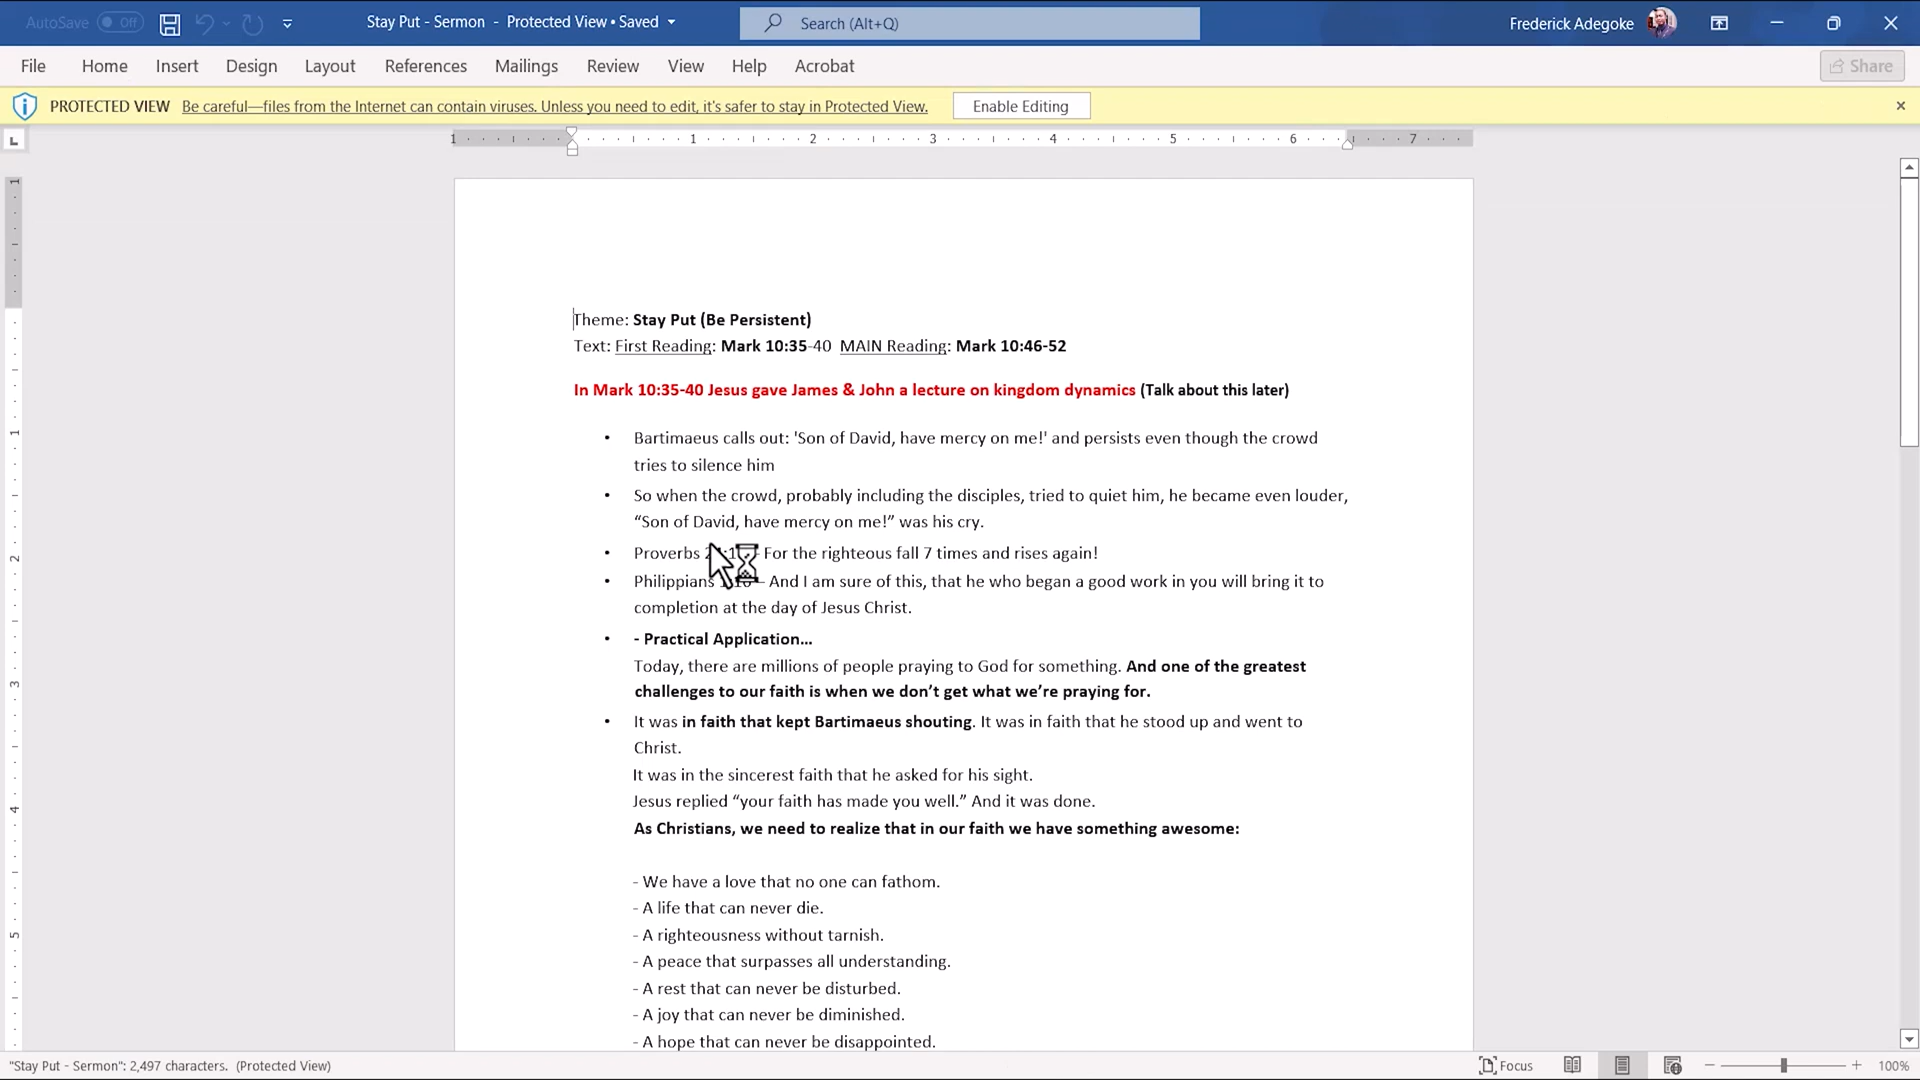 AutoSave Off Stay Put - Sermon - Protected View • Saved Search (Alt+Q) Frederick Adegoke
File Home Insert Design Layout References Mailings Review View Help Acrobat Share
PROTECTED VIEW Be careful—files from the Internet can contain viruses. Unless you need to edit, it's safer to stay in Protected View. Enable Editing
1 1 2 3 4 5 6 7
Theme: Stay Put (Be Persistent)
Text: First Reading: Mark 10:35-40 MAIN Reading: Mark 10:46-52
In Mark 10:35-40 Jesus gave James & John a lecture on kingdom dynamics (Talk about this later)
• Bartimaeus calls out: 'Son of David, have mercy on me!' and persists even though the crowd
tries to silence him
• So when the crowd, probably including the disciples, tried to quiet him, he became even louder,
“Son of David, have mercy on me!” was his cry.
• Proverbs For the righteous fall 7 times and rises again!
• Philippians – And I am sure of this, that he who began a good work in you will bring it to
completion at the day of Jesus Christ.
• - Practical Application...
Today, there are millions of people praying to God for something. And one of the greatest
challenges to our faith is when we don’t get what we’re praying for.
• It was in faith that kept Bartimaeus shouting. It was in faith that he stood up and went to
Christ.
It was in the sincerest faith that he asked for his sight.
Jesus replied “your faith has made you well.” And it was done.
As Christians, we need to realize that in our faith we have something awesome:
- We have a love that no one can fathom.
- A life that can never die.
- A righteousness without tarnish.
- A peace that surpasses all understanding.
- A rest that can never be disturbed.
- A joy that can never be diminished.
- A hope that can never be disappointed.
1
1
2
3
4
5
"Stay Put - Sermon": 2,497 characters. (Protected View) Focus 100%